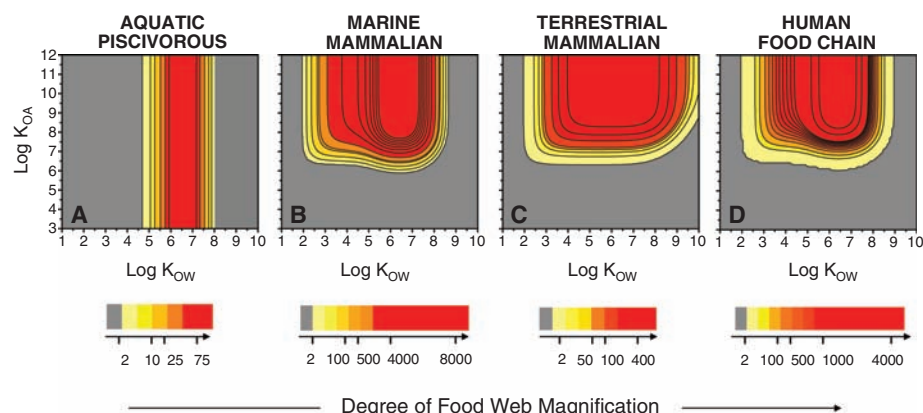 AQUATIC
PISCIVOROUS
MARINE
MAMMALIAN
TERRESTRIAL
MAMMALIAN
HUMAN
FOOD CHAIN
Log KOA
12
11
10
9
8
7
6
5
4
3
A
B
C
D
1 2 3 4 5 6 7 8 9 10
1 2 3 4 5 6 7 8 9 10
1 2 3 4 5 6 7 8 9 10
1 2 3 4 5 6 7 8 9 10
Log KOW
Log KOW
Log KOW
Log KOW
2 10 25 75
2 100 500 4000 8000
2 50 100 400
2 100 500 1000 4000
Degree of Food Web Magnification